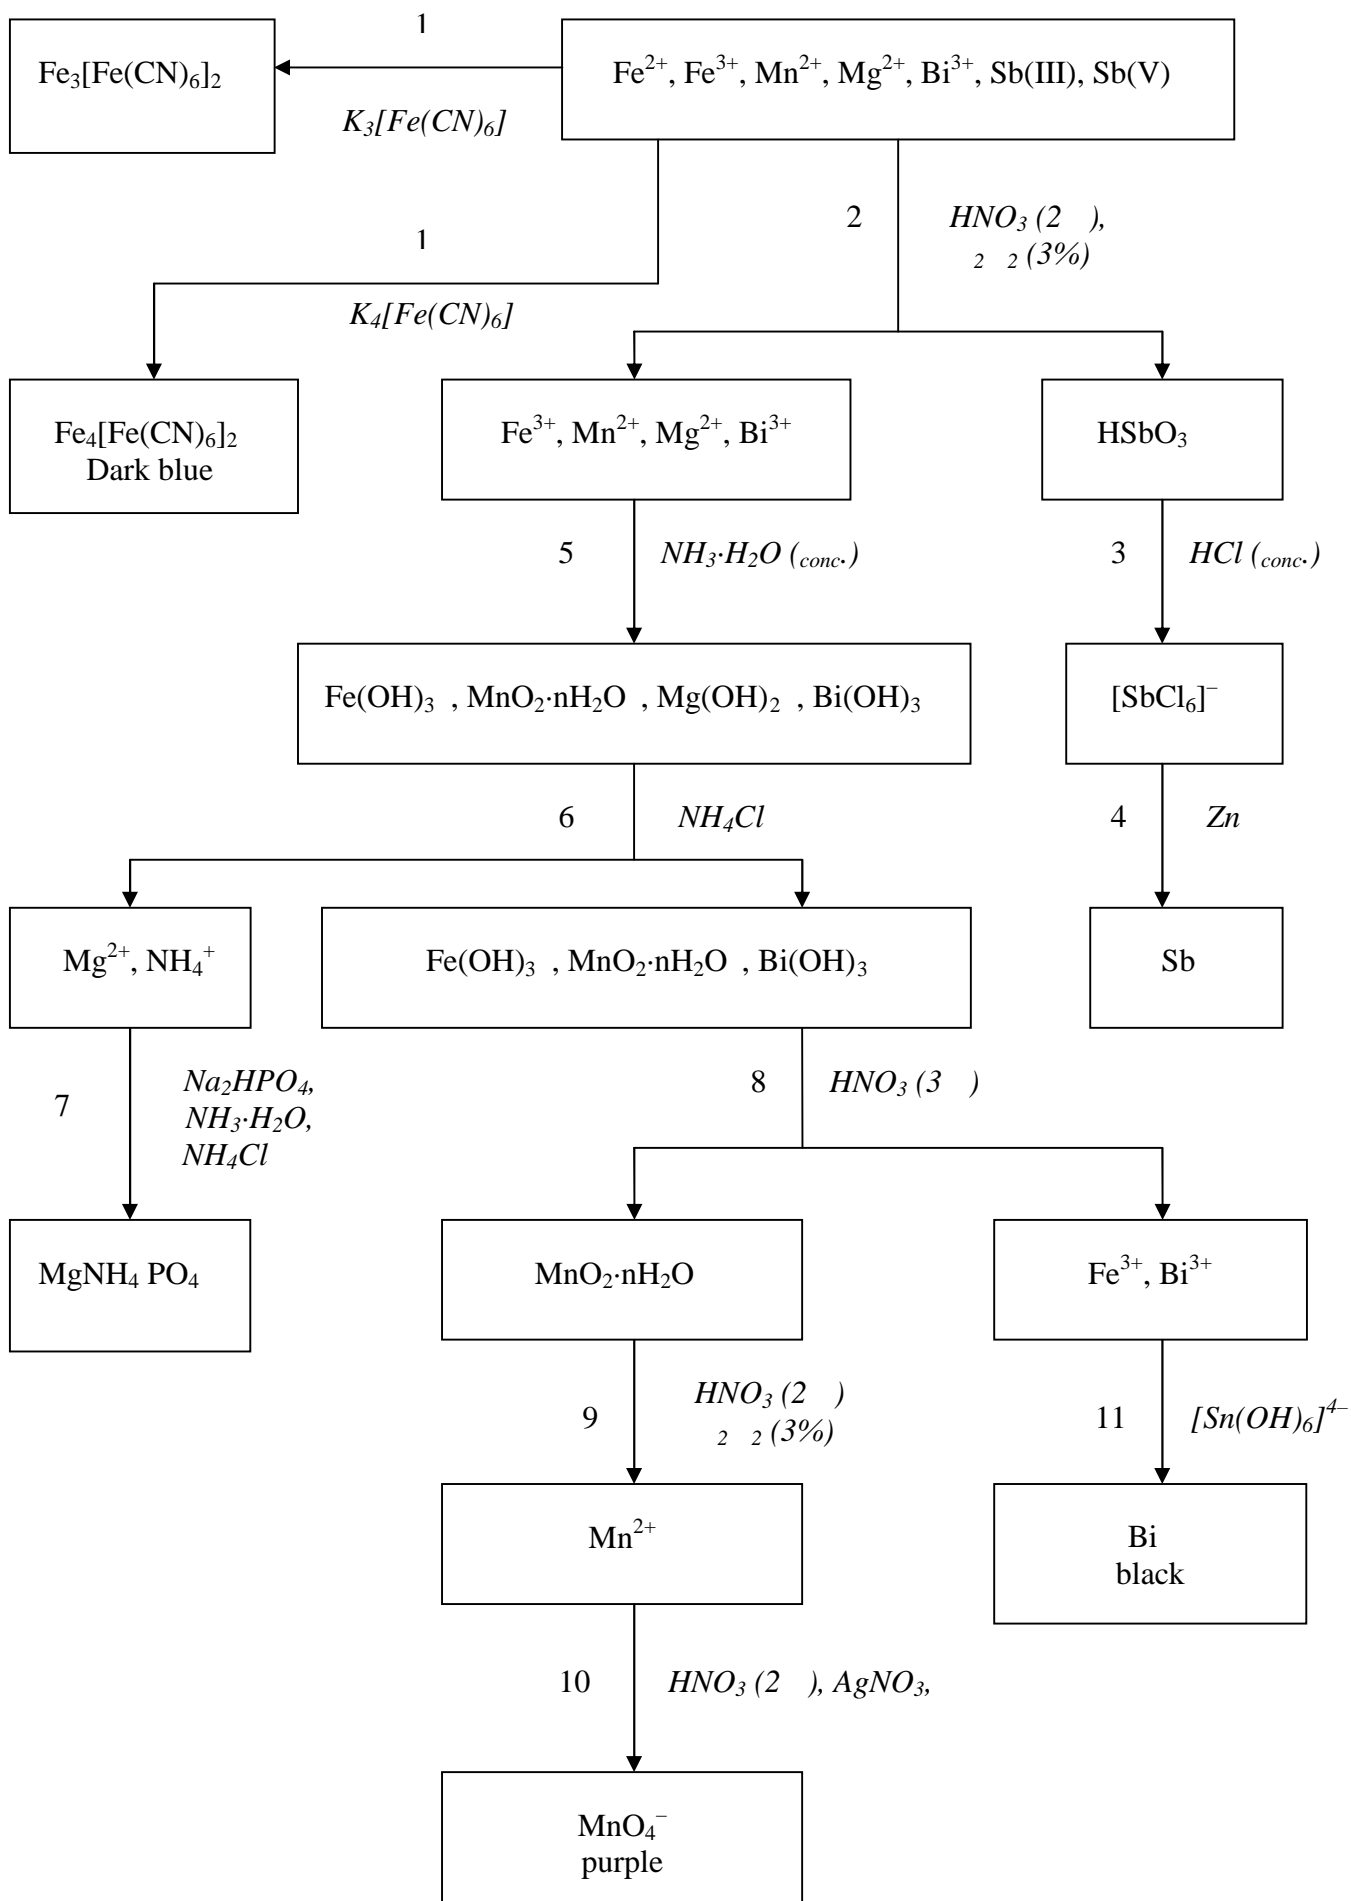 1
Fe₃[Fe(CN)₆]₂
Fe²⁺, Fe³⁺, Mn²⁺, Mg²⁺, Bi³⁺, Sb(III), Sb(V)
K₃[Fe(CN)₆]
2
HNO₃ (2   ),
₂ ₂ (3%)
1
K₄[Fe(CN)₆]
Fe₄[Fe(CN)₆]₂
Dark blue
Fe³⁺, Mn²⁺, Mg²⁺, Bi³⁺
HSbO₃
5
NH₃·H₂O (conc.)
3
HCl (conc.)
Fe(OH)₃ , MnO₂·nH₂O , Mg(OH)₂ , Bi(OH)₃
[SbCl₆]⁻
6
NH₄Cl
4
Zn
Mg²⁺, NH₄⁺
Fe(OH)₃ , MnO₂·nH₂O , Bi(OH)₃
Sb
7
Na₂HPO₄,
NH₃·H₂O,
NH₄Cl
8
HNO₃ (3   )
MgNH₄ PO₄
MnO₂·nH₂O
Fe³⁺, Bi³⁺
9
HNO₃ (2   )
₂ ₂ (3%)
11
[Sn(OH)₆]⁴⁻
Mn²⁺
Bi
black
10
HNO₃ (2   ), AgNO₃,
MnO₄⁻
purple